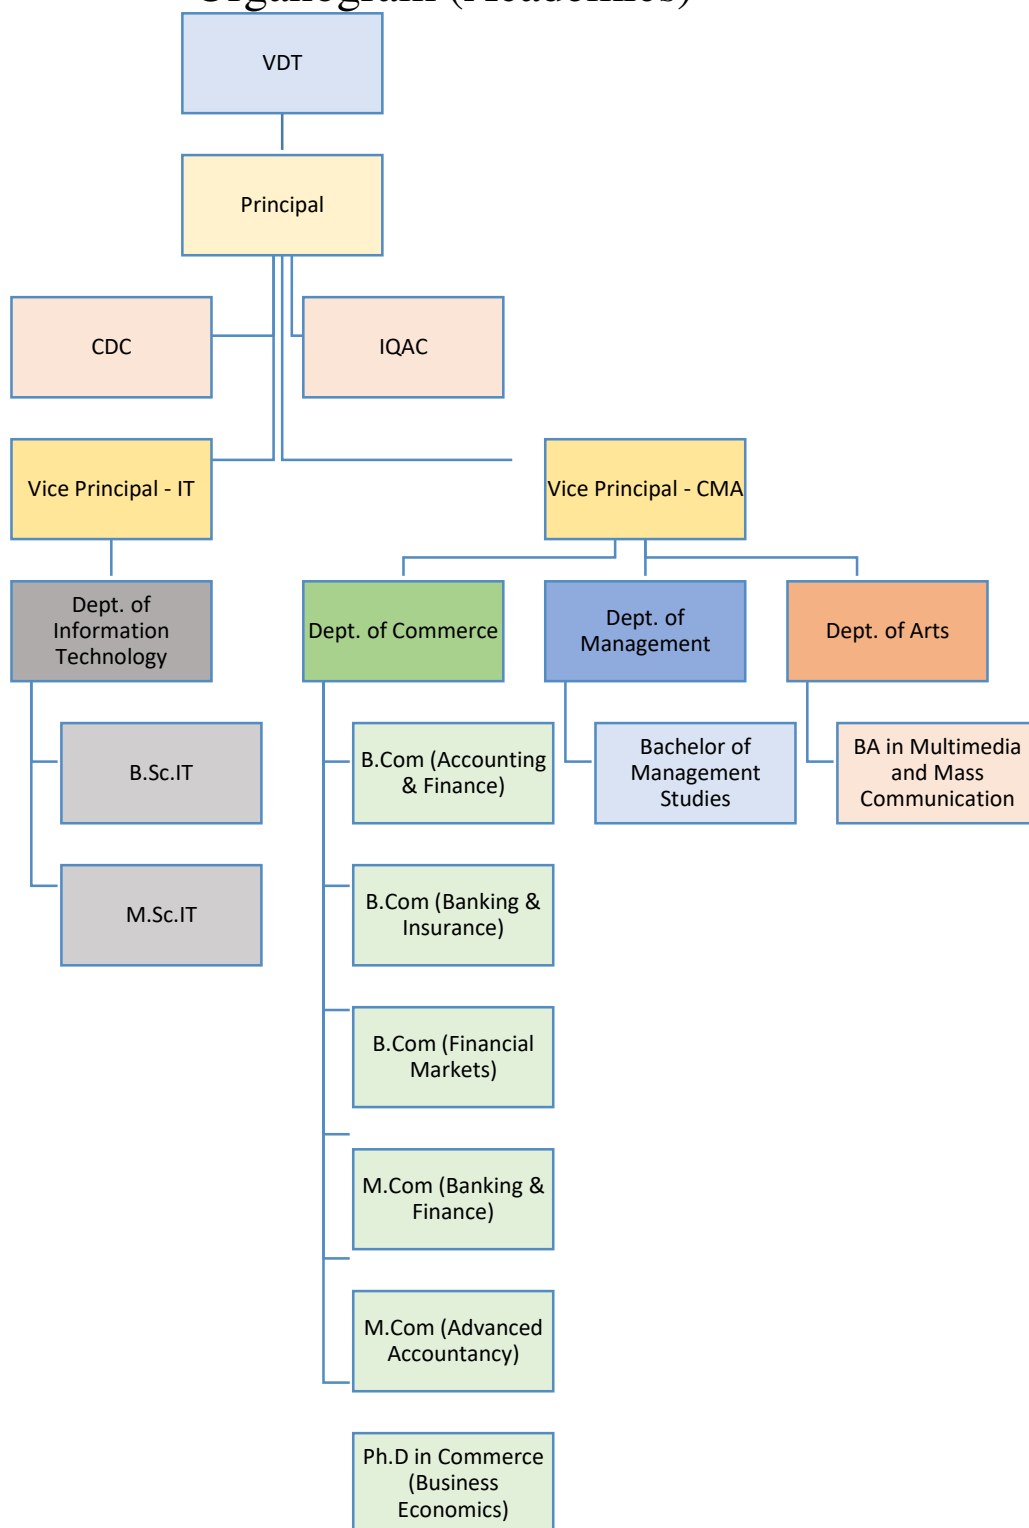 Organogram (Academics)
VDT
Principal
CDC
IQAC
Vice Principal - IT
Vice Principal - CMA
Dept. of
Information
Technology
Dept. of Commerce
Dept. of
Management
Dept. of Arts
B.Sc.IT
B.Com (Accounting
& Finance)
Bachelor of
Management
Studies
BA in Multimedia
and Mass
Communication
M.Sc.IT
B.Com (Banking &
Insurance)
B.Com (Financial
Markets)
M.Com (Banking &
Finance)
M.Com (Advanced
Accountancy)
Ph.D in Commerce
(Business
Economics)